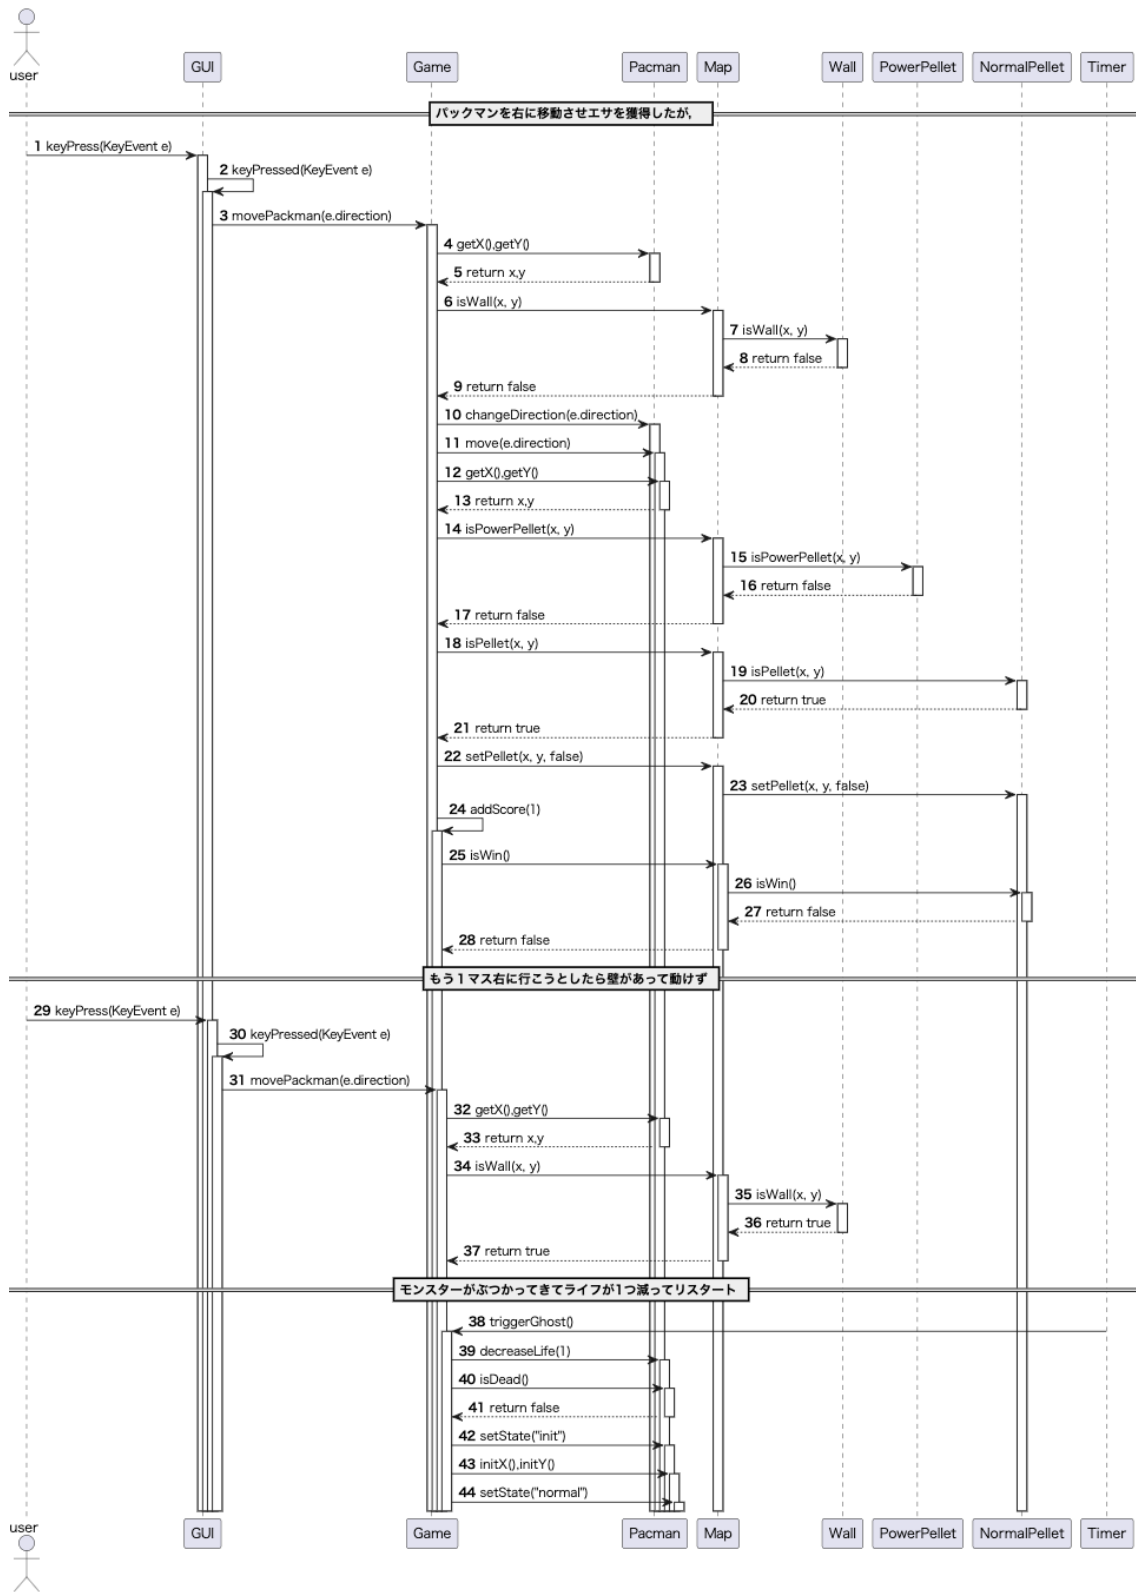 user
GUI
Game
Pacman
Map
Wall
PowerPellet
NormalPellet
Timer
パックマンを右に移動させエサを獲得したが,
1 keyPress(KeyEvent e)
2 keyPressed(KeyEvent e)
3 movePackman(e.direction)
4 getX(),getY()
5 return x,y
6 isWall(x, y)
7 isWall(x, y)
8 return false
9 return false
10 changeDirection(e.direction)
11 move(e.direction)
12 getX(),getY()
13 return x,y
14 isPowerPellet(x, y)
15 isPowerPellet(x, y)
16 return false
17 return false
18 isPellet(x, y)
19 isPellet(x, y)
20 return true
21 return true
22 setPellet(x, y, false)
23 setPellet(x, y, false)
24 addScore(1)
25 isWin()
26 isWin()
27 return false
28 return false
もう1マス右に行こうとしたら壁があって動けず
29 keyPress(KeyEvent e)
30 keyPressed(KeyEvent e)
31 movePackman(e.direction)
32 getX(),getY()
33 return x,y
34 isWall(x, y)
35 isWall(x, y)
36 return true
37 return true
モンスターがぶつかってきてライフが1つ減ってリスタート
38 triggerGhost()
39 decreaseLife(1)
40 isDead()
41 return false
42 setState("init")
43 initX(),initY()
44 setState("normal")
user
GUI
Game
Pacman
Map
Wall
PowerPellet
NormalPellet
Timer